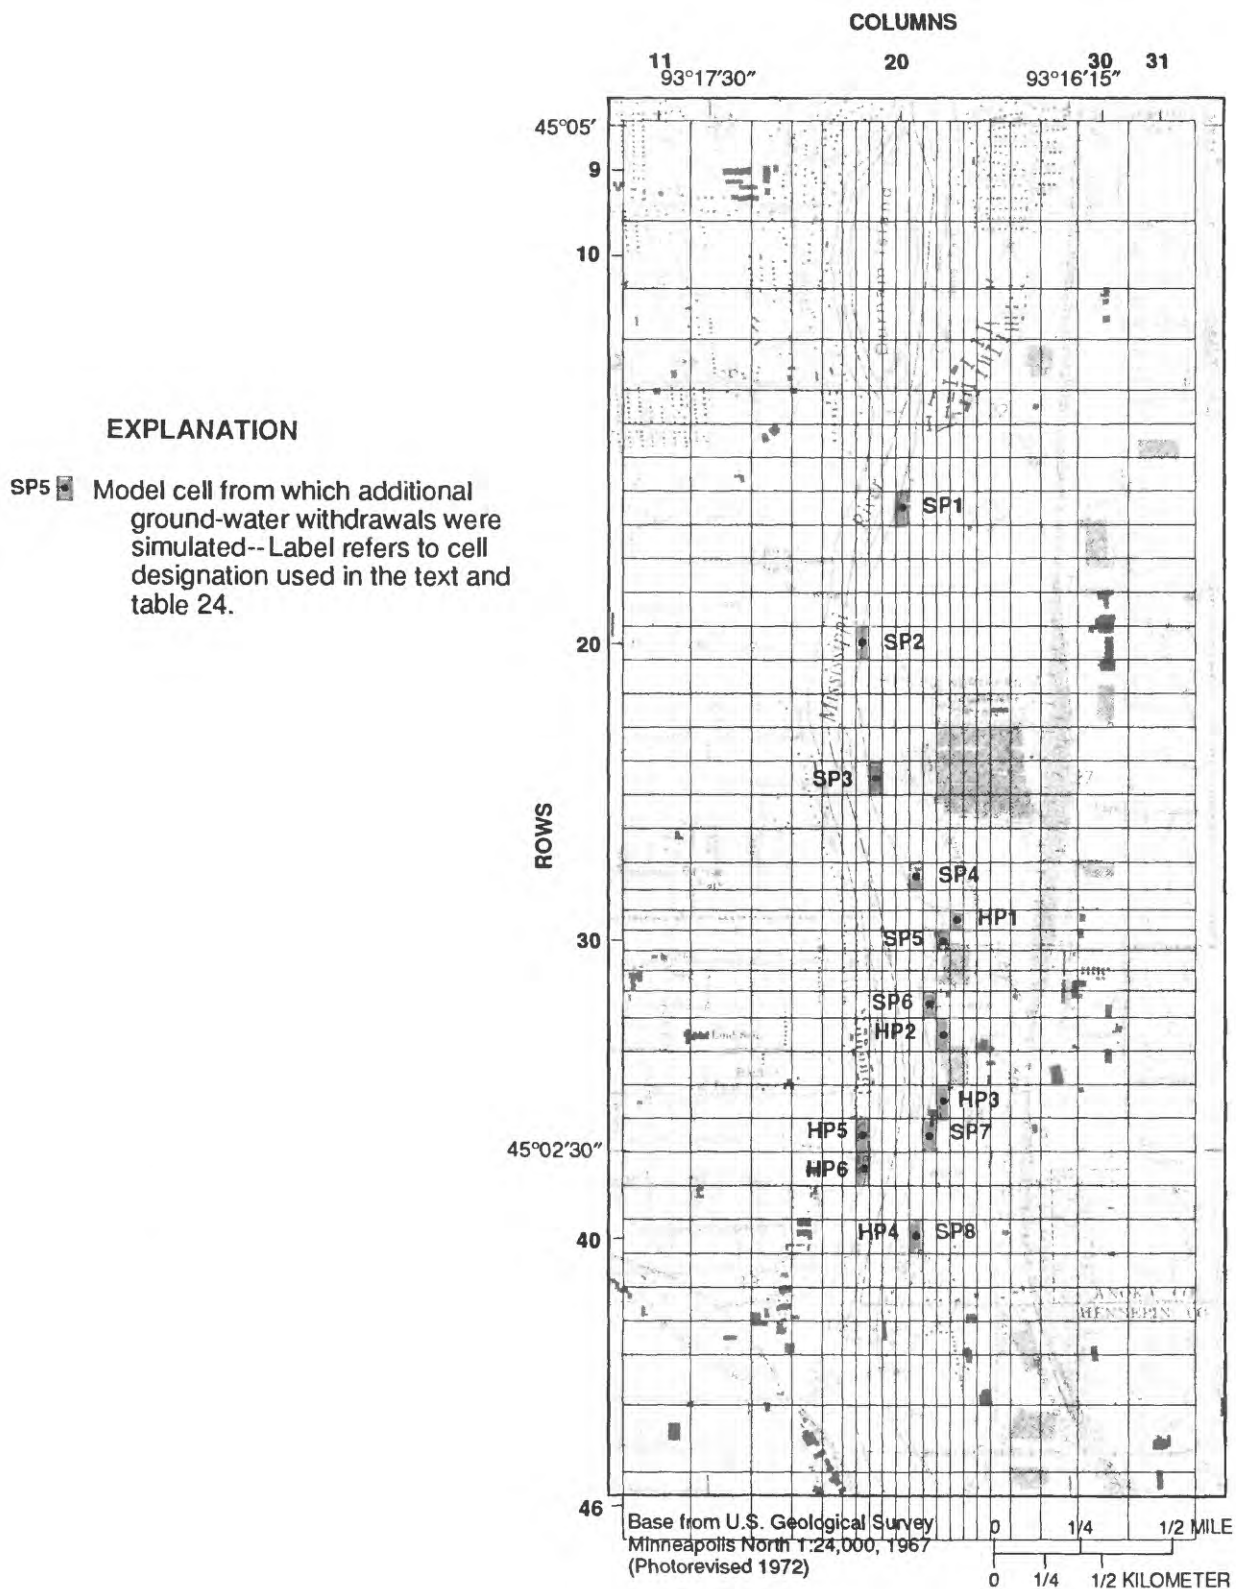 COLUMNS
11 20 30 31
93°17'30" 93°16'15"
45°05'
9
Durnam Island
10
EXPLANATION
SP5 Model cell from which additional
ground-water withdrawals were
simulated--Label refers to cell
designation used in the text and
table 24.
River
SP1
Mississippi
20
SP2
SP3
ROWS
SP4
HP1
30
SP5
SP6
HP2
HP3
HP5
SP7
45°02'30"
HP6
40
HP4 SP8
ANOKA CO
HENNEPIN CO
46
Base from U.S. Geological Survey
Minneapolis North 1:24,000, 1967
(Photorevised 1972)
0 1/4 1/2 MILE
0 1/4 1/2 KILOMETER